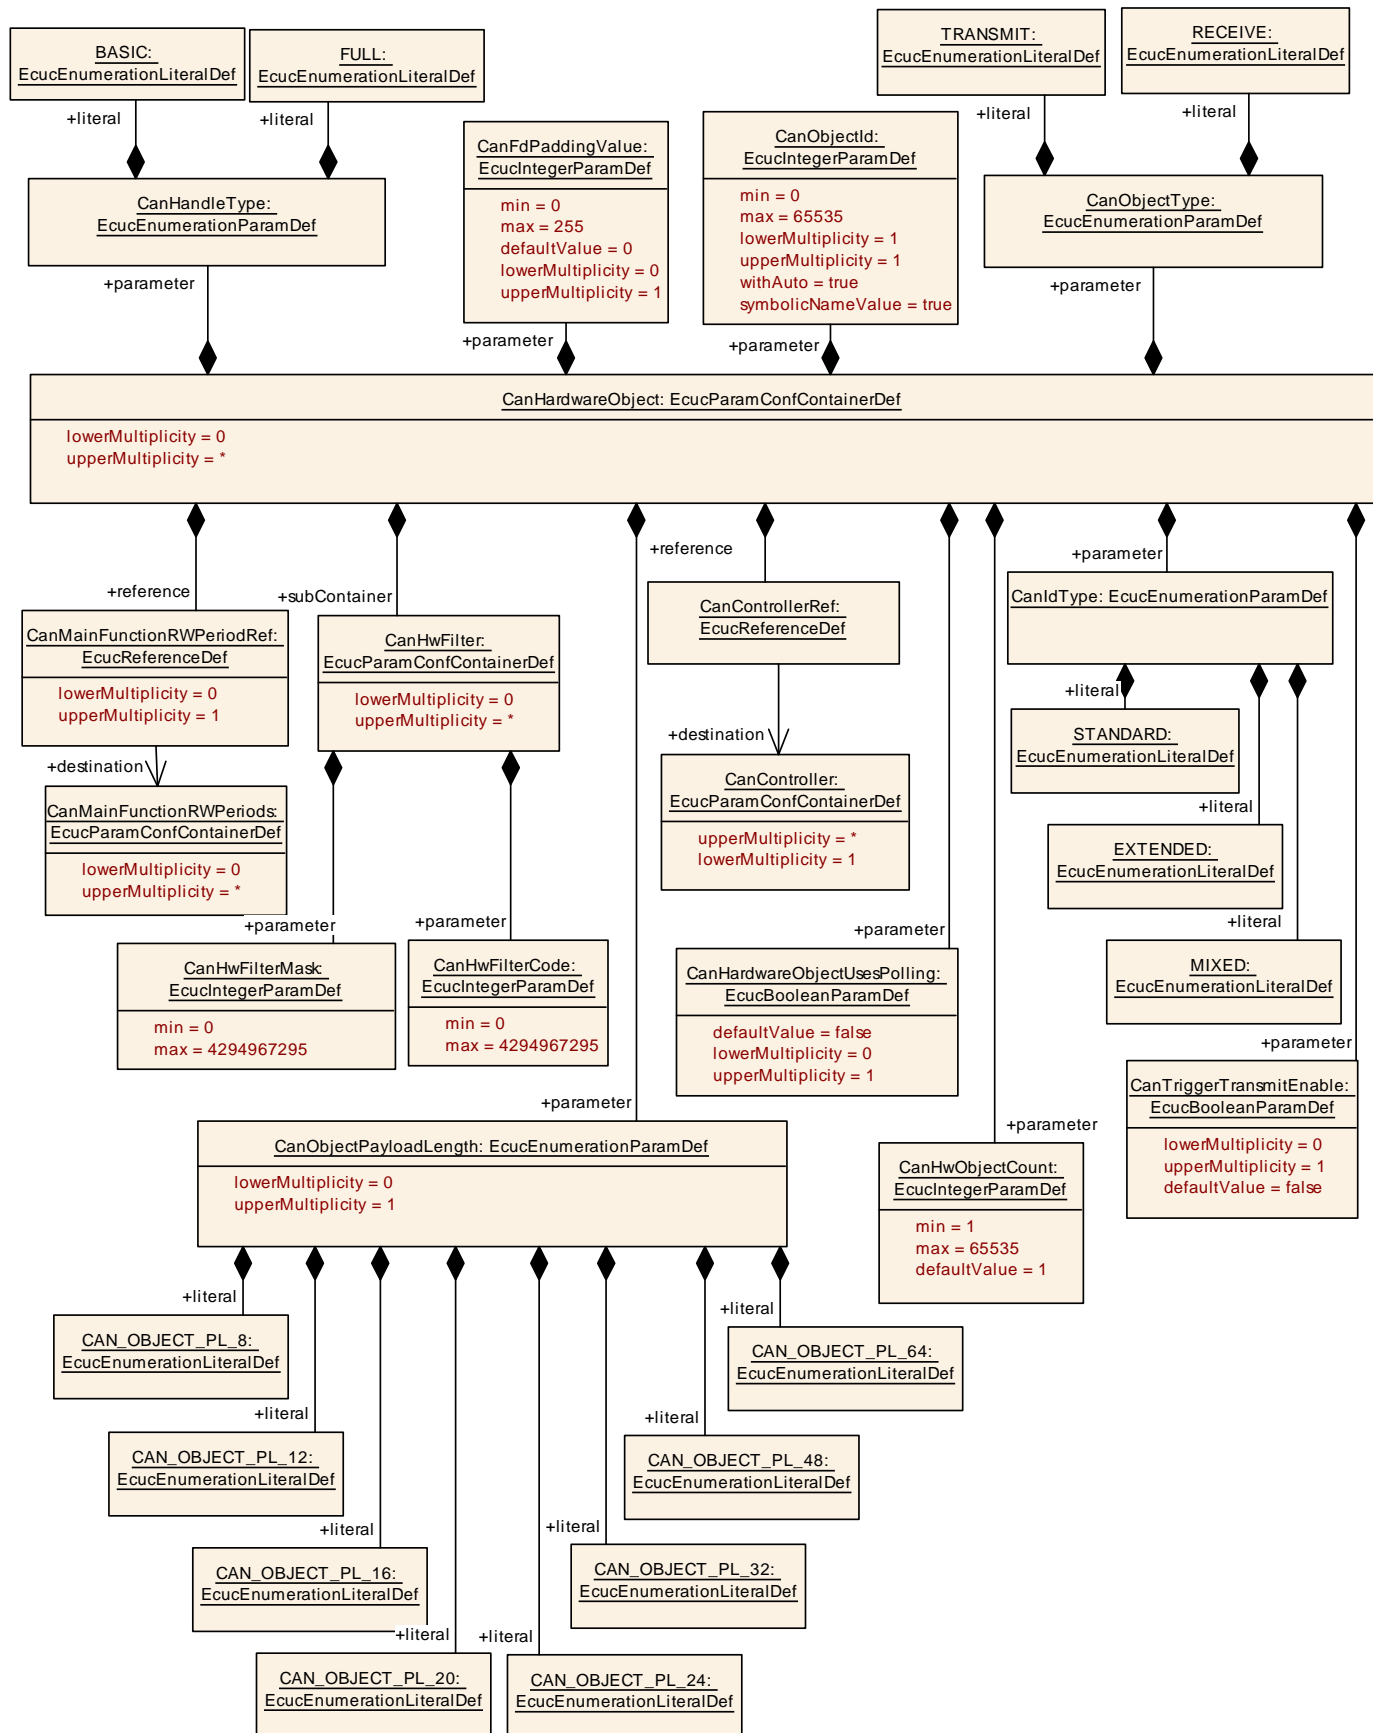 BASIC:
EcucEnumerationLiteralDef
FULL:
EcucEnumerationLiteralDef
TRANSMIT:
EcucEnumerationLiteralDef
RECEIVE:
EcucEnumerationLiteralDef
+literal
+literal
+literal
+literal
CanHandleType:
EcucEnumerationParamDef
CanFdPaddingValue:
EcucIntegerParamDef
min = 0
max = 255
defaultValue = 0
lowerMultiplicity = 0
upperMultiplicity = 1
CanObjectId:
EcucIntegerParamDef
min = 0
max = 65535
lowerMultiplicity = 1
upperMultiplicity = 1
withAuto = true
symbolicNameValue = true
CanObjectType:
EcucEnumerationParamDef
+parameter
+parameter
+parameter
+parameter
CanHardwareObject: EcucParamConfContainerDef
lowerMultiplicity = 0
upperMultiplicity = *
+reference
+subContainer
+reference
+parameter
CanMainFunctionRWPeriodRef:
EcucReferenceDef
lowerMultiplicity = 0
upperMultiplicity = 1
CanHwFilter:
EcucParamConfContainerDef
lowerMultiplicity = 0
upperMultiplicity = *
CanControllerRef:
EcucReferenceDef
CanIdType: EcucEnumerationParamDef
+literal
STANDARD:
EcucEnumerationLiteralDef
+destination
CanMainFunctionRWPeriods:
EcucParamConfContainerDef
lowerMultiplicity = 0
upperMultiplicity = *
+destination
CanController:
EcucParamConfContainerDef
upperMultiplicity = *
lowerMultiplicity = 1
+literal
EXTENDED:
EcucEnumerationLiteralDef
+parameter
+parameter
+parameter
+literal
CanHwFilterMask:
EcucIntegerParamDef
min = 0
max = 4294967295
CanHwFilterCode:
EcucIntegerParamDef
min = 0
max = 4294967295
CanHardwareObjectUsesPolling:
EcucBooleanParamDef
defaultValue = false
lowerMultiplicity = 0
upperMultiplicity = 1
MIXED:
EcucEnumerationLiteralDef
+parameter
CanTriggerTransmitEnable:
EcucBooleanParamDef
lowerMultiplicity = 0
upperMultiplicity = 1
defaultValue = false
+parameter
CanObjectPayloadLength: EcucEnumerationParamDef
lowerMultiplicity = 0
upperMultiplicity = 1
+parameter
CanHwObjectCount:
EcucIntegerParamDef
min = 1
max = 65535
defaultValue = 1
+literal
CAN_OBJECT_PL_8:
EcucEnumerationLiteralDef
+literal
CAN_OBJECT_PL_64:
EcucEnumerationLiteralDef
+literal
CAN_OBJECT_PL_12:
EcucEnumerationLiteralDef
+literal
CAN_OBJECT_PL_48:
EcucEnumerationLiteralDef
+literal
CAN_OBJECT_PL_16:
EcucEnumerationLiteralDef
+literal
CAN_OBJECT_PL_32:
EcucEnumerationLiteralDef
+literal
CAN_OBJECT_PL_20:
EcucEnumerationLiteralDef
+literal
CAN_OBJECT_PL_24:
EcucEnumerationLiteralDef